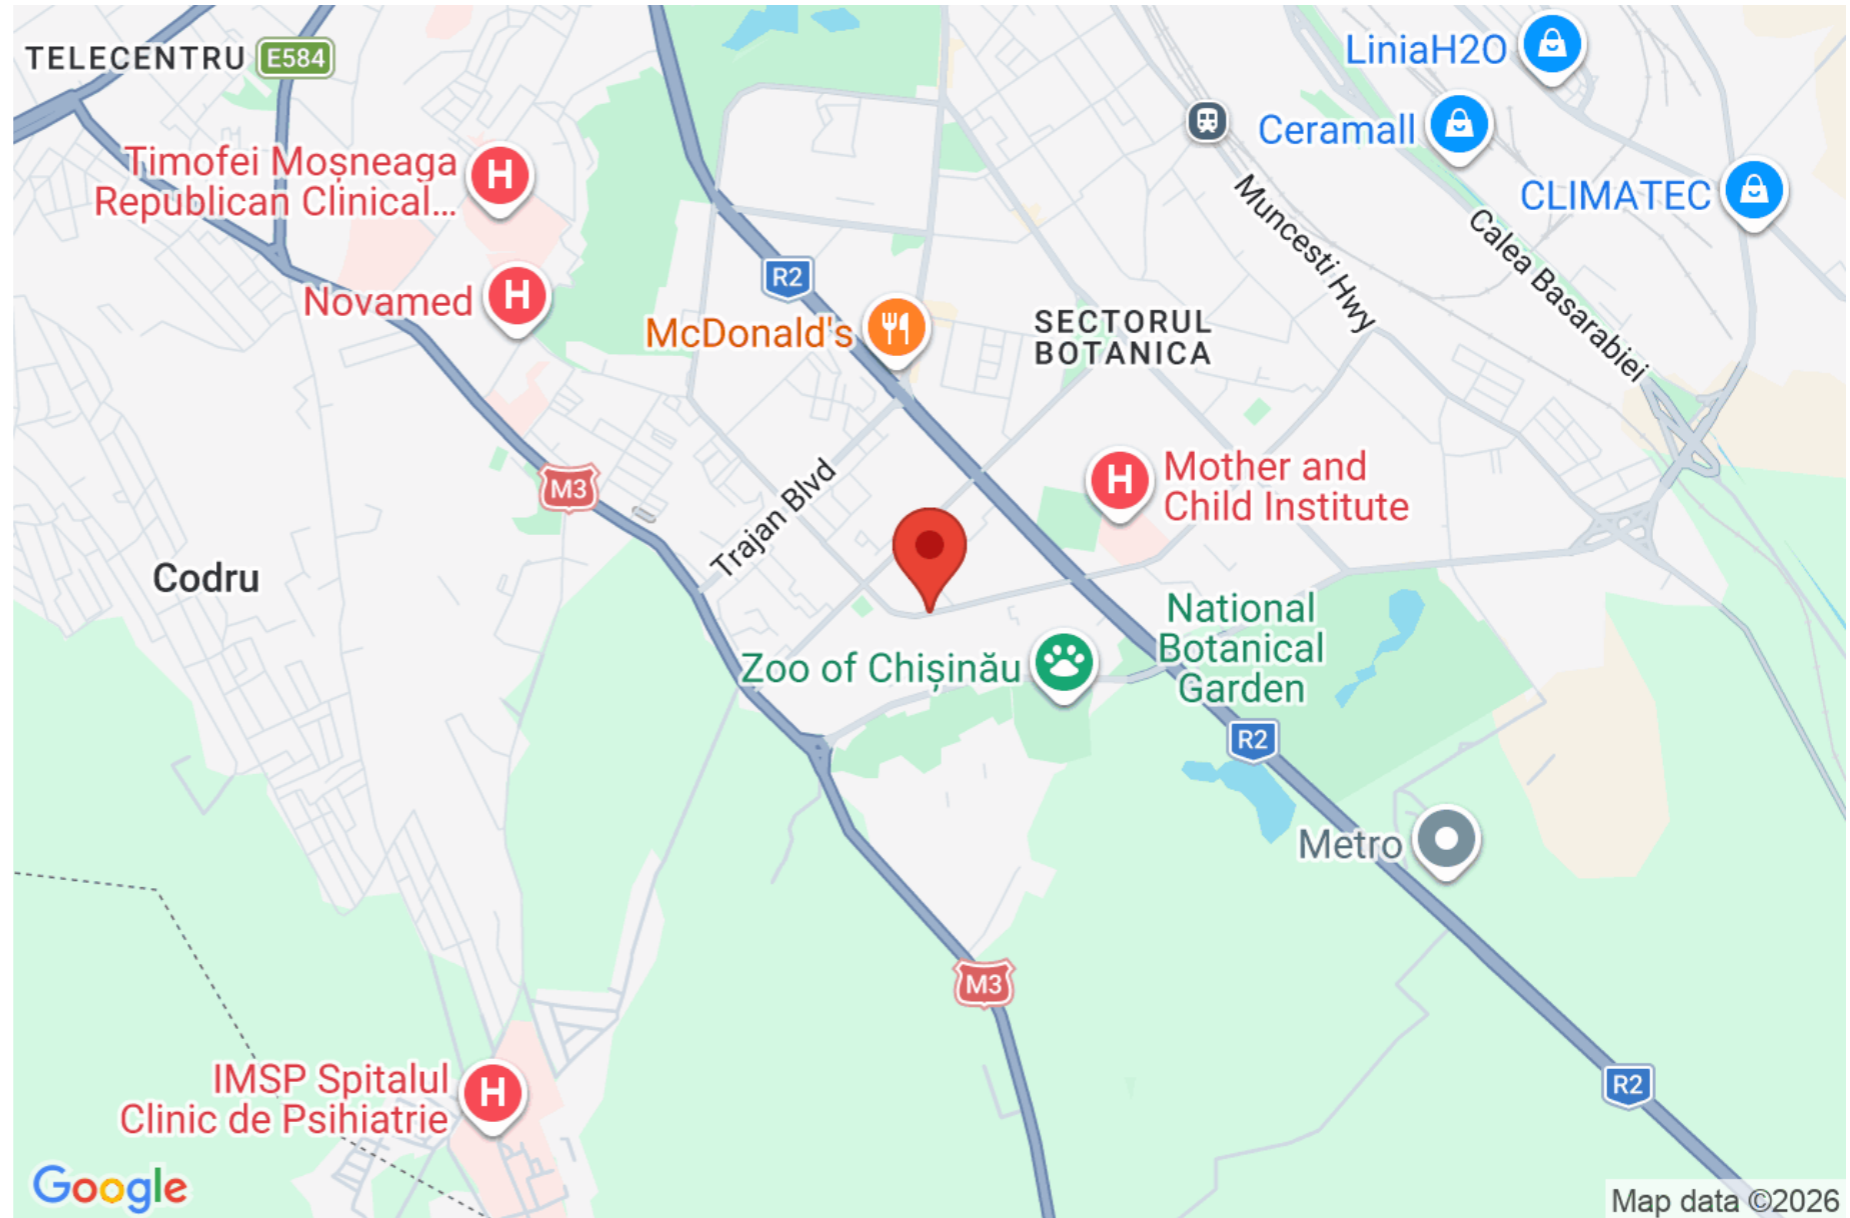 TELECENTRU
E584
LiniaH2O
Ceramall
Timofei Moșneaga
Republican Clinical...
CLIMATEC
Muncesti Hwy
Calea Basarabiei
R2
Novamed
McDonald's
SECTORUL
BOTANICA
M3
Trajan Blvd
Mother and
Child Institute
Codru
National
Botanical
Garden
Zoo of Chișinău
R2
Metro
M3
IMSP Spitalul
Clinic de Psihiatrie
R2
Google
Map data ©2026